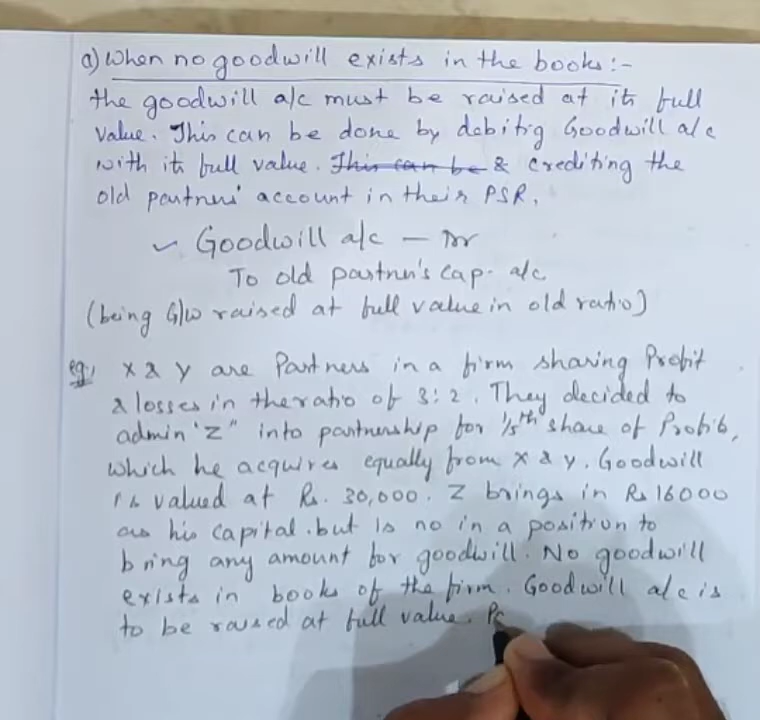 a) When no goodwill exists in the books:-
the goodwill a/c must be raised at its full
value. This can be done by debitig Goodwill a/c
with its full value. This can be & crediting the
old partners' account in their PSR.
✓ Goodwill a/c — Dr
To old partner's cap. a/c
(being G/w raised at full value in old ratio)
eg: X & Y are Partners in a firm sharing Profit
& losses in the ratio of 3:2. They decided to
admin 'Z" into partnership for 1/5th share of Profits,
which he acquires equally from X & Y. Goodwill
is valued at Rs. 30,000. Z brings in Rs 16000
as his capital. but is no in a position to
bring any amount for goodwill. No goodwill
exists in books of the firm. Goodwill a/c is
to be raised at full value. Pa